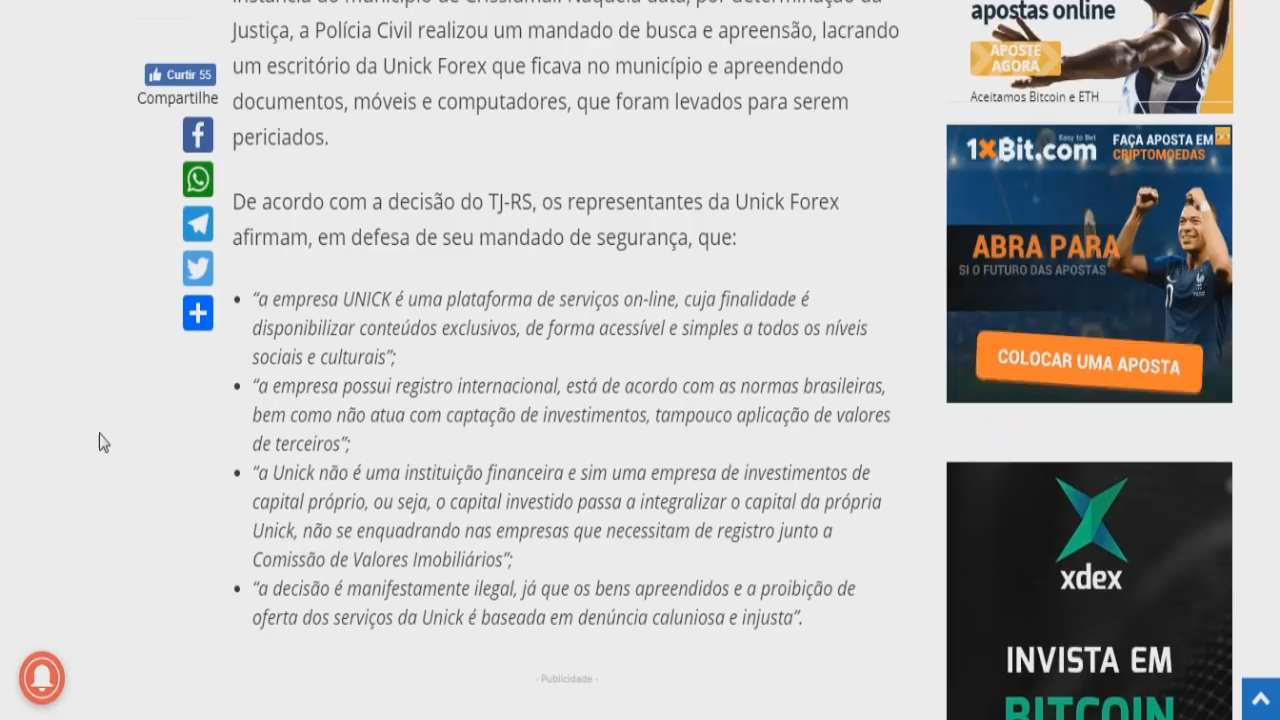 Justiça, a Polícia Civil realizou um mandado de busca e apreensão, lacrando
um escritório da Unick Forex que ficava no município e apreendendo
documentos, móveis e computadores, que foram levados para serem
periciados.
De acordo com a decisão do TJ-RS, os representantes da Unick Forex
afirmam, em defesa de seu mandado de segurança, que:
“a empresa UNICK é uma plataforma de serviços on-line, cuja finalidade é
disponibilizar conteúdos exclusivos, de forma acessível e simples a todos os níveis
sociais e culturais”;
“a empresa possui registro internacional, está de acordo com as normas brasileiras,
bem como não atua com captação de investimentos, tampouco aplicação de valores
de terceiros”;
“a Unick não é uma instituição financeira e sim uma empresa de investimentos de
capital próprio, ou seja, o capital investido passa a integralizar o capital da própria
Unick, não se enquadrando nas empresas que necessitam de registro junto a
Comissão de Valores Imobiliários”;
“a decisão é manifestamente ilegal, já que os bens apreendidos e a proibição de
oferta dos serviços da Unick é baseada em denúncia caluniosa e injusta”.
- Publicidade -
Curtir 55
Compartilhe
apostas online
APOSTE
AGORA
Aceitamos Bitcoin e ETH
Easy to Bet
1xBit.com
FAÇA APOSTA EM
CRIPTOMOEDAS
ABRA PARA
SI O FUTURO DAS APOSTAS
COLOCAR UMA APOSTA
xdex
INVISTA EM
BITCOIN